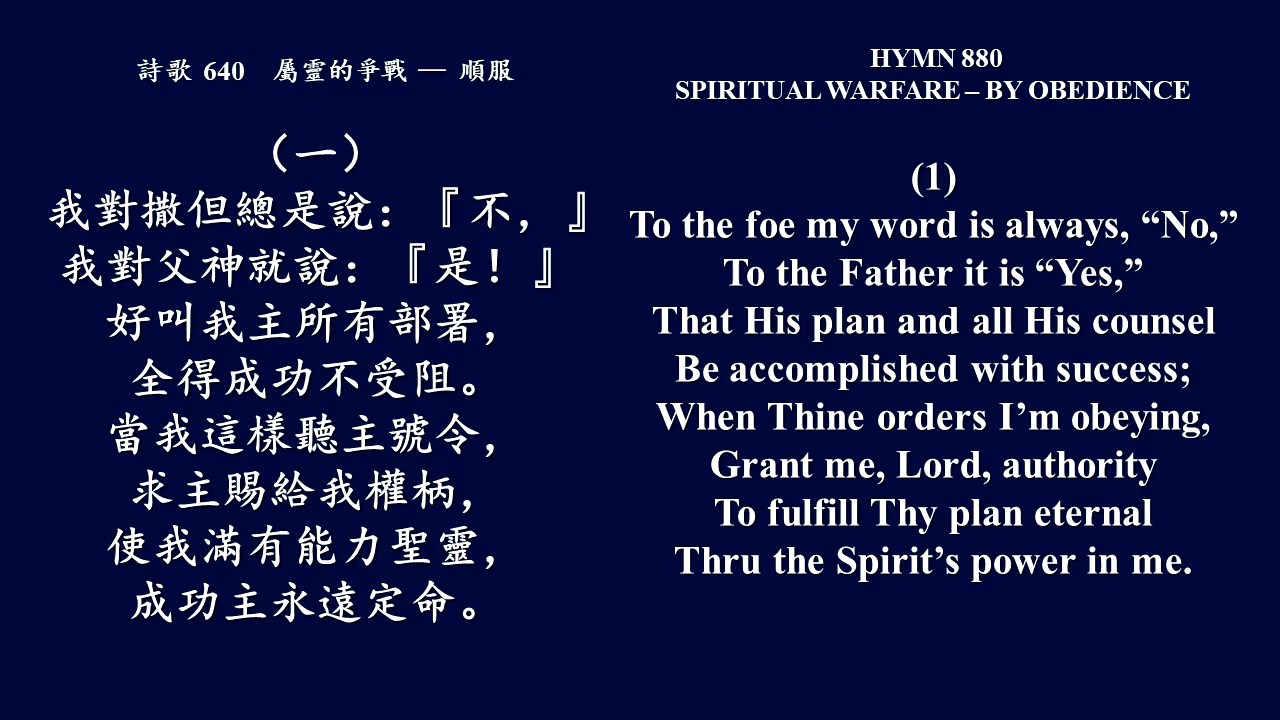 詩歌 640　屬靈的爭戰 — 順服
（一）
我對撒但總是說：『不，』
我對父神就說：『是！』
好叫我主所有部署，
全得成功不受阻。
當我這樣聽主號令，
求主賜給我權柄，
使我滿有能力聖靈，
成功主永遠定命。
HYMN 880
SPIRITUAL WARFARE – BY OBEDIENCE
(1)
To the foe my word is always, “No,”
To the Father it is “Yes,”
That His plan and all His counsel
Be accomplished with success;
When Thine orders I’m obeying,
Grant me, Lord, authority
To fulfill Thy plan eternal
Thru the Spirit’s power in me.